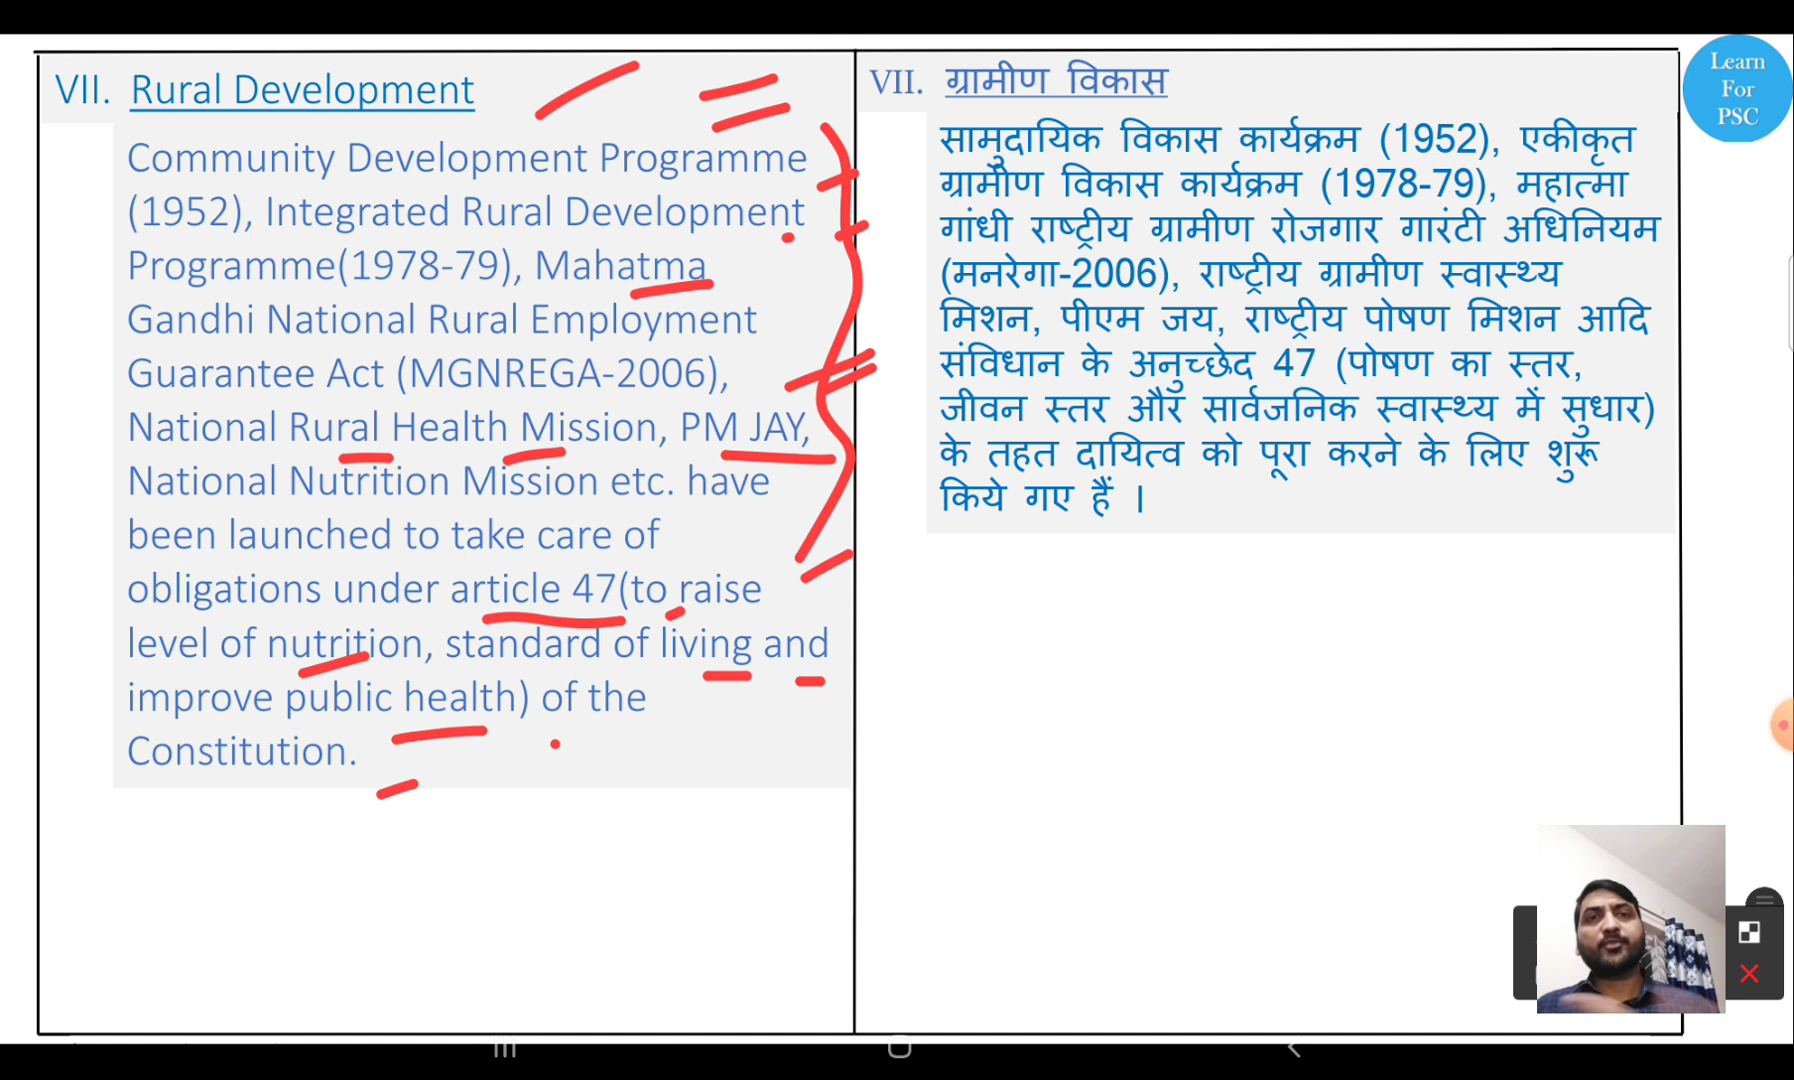 VII. Rural Development
Community Development Programme
(1952), Integrated Rural Development
Programme(1978-79), Mahatma
Gandhi National Rural Employment
Guarantee Act (MGNREGA-2006),
National Rural Health Mission, PM JAY,
National Nutrition Mission etc. have
been launched to take care of
obligations under article 47(to raise
level of nutrition, standard of living and
improve public health) of the
Constitution.
VII. ग्रामीण विकास
सामुदायिक विकास कार्यक्रम (1952), एकीकृत
ग्रामीण विकास कार्यक्रम (1978-79), महात्मा
गांधी राष्ट्रीय ग्रामीण रोजगार गारंटी अधिनियम
(मनरेगा-2006), राष्ट्रीय ग्रामीण स्वास्थ्य
मिशन, पीएम जय, राष्ट्रीय पोषण मिशन आदि
संविधान के अनुच्छेद 47 (पोषण का स्तर,
जीवन स्तर और सार्वजनिक स्वास्थ्य में सुधार)
के तहत दायित्व को पूरा करने के लिए शुरू
किये गए हैं ।
Learn
For
PSC